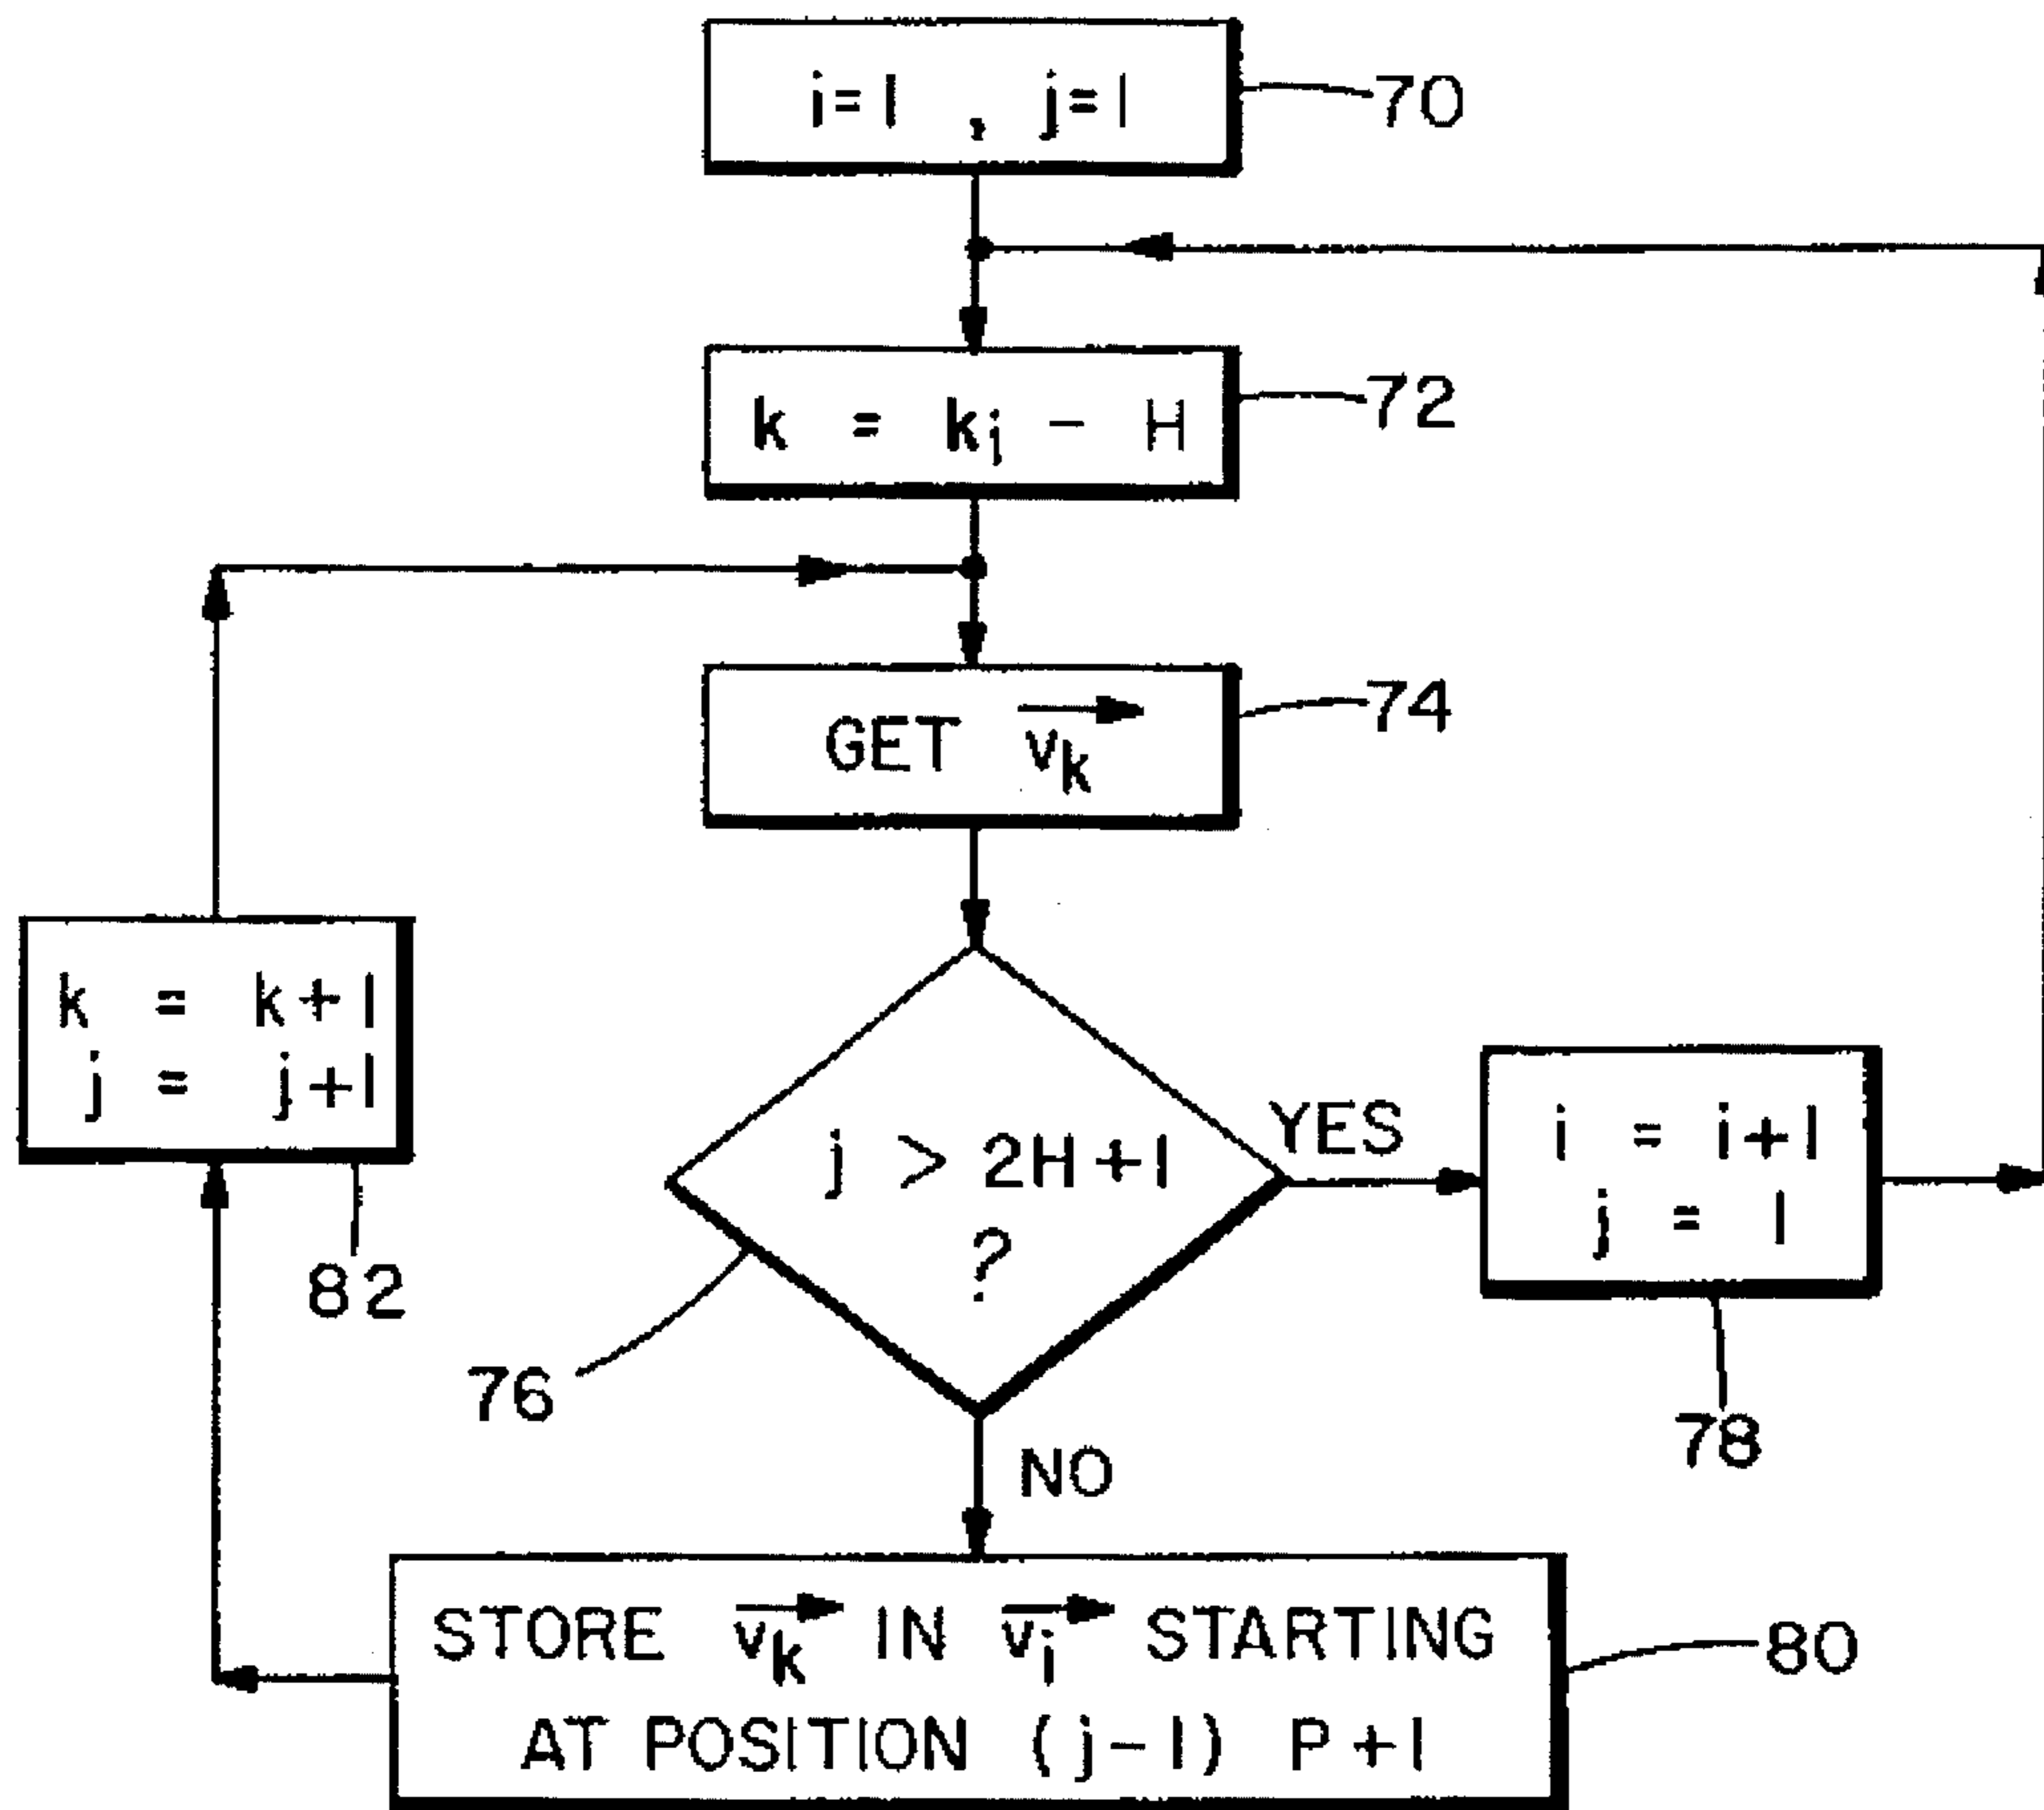 i=1 , j=1
70
k = kj - H
72
GET vk
74
k = k+1
j = j+1
82
j > 2H+1
?
76
YES
NO
i = i+1
j = 1
78
STORE vk IN vi STARTING
AT POSITION (j-1) P+1
80